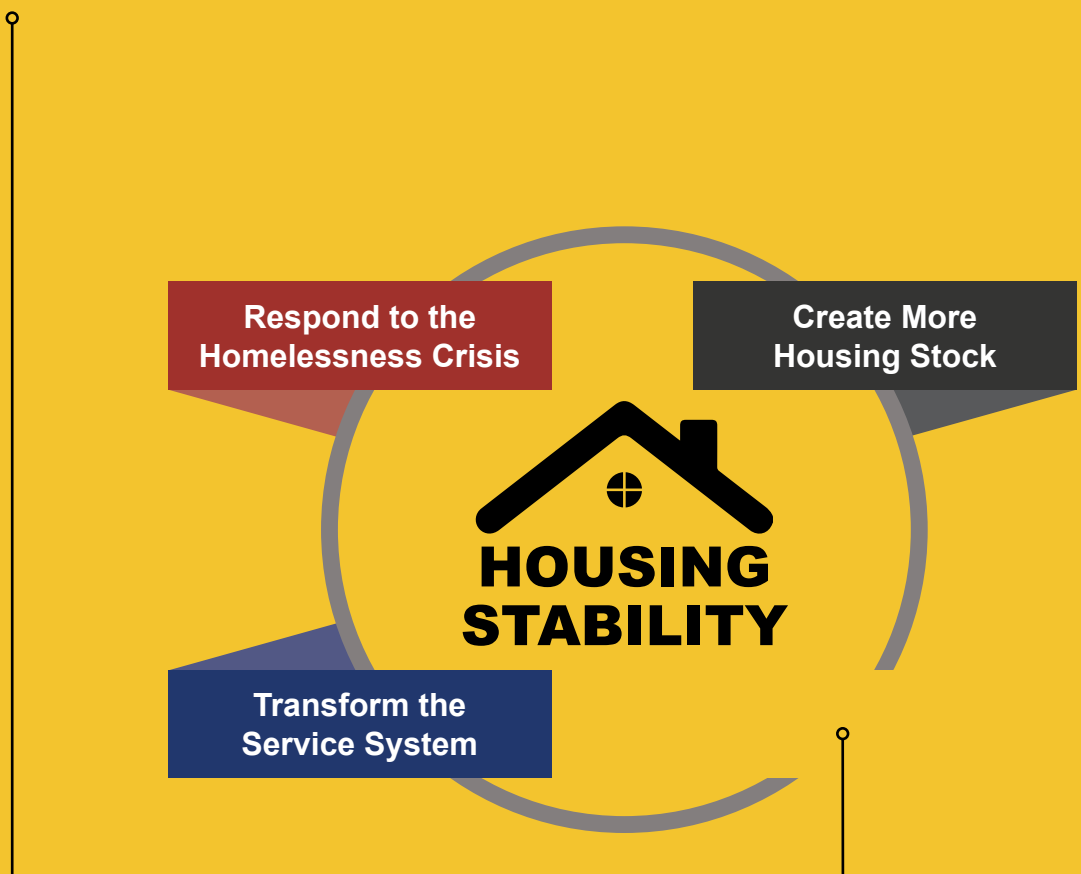 Respond to the
Homelessness Crisis
Create More
Housing Stock
HOUSING
STABILITY
Transform the
Service System